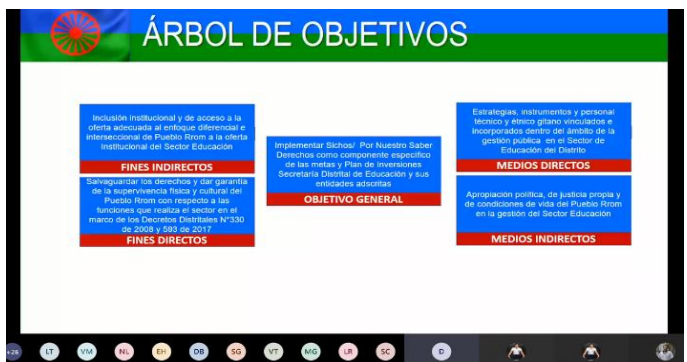 ÁRBOL DE OBJETIVOS
Inclusión institucional y de acceso a la
oferta adecuada al enfoque diferencial e
interseccional de Pueblo Rrom a la oferta
Institucional del Sector Educación
FINES INDIRECTOS
Salvaguardar los derechos y dar garantía
de la supervivencia física y cultural del
Pueblo Rrom con respecto a las
funciones que realiza el sector en el
marco de los Decretos Distritales N°330
de 2008 y 593 de 2017
FINES DIRECTOS
Implementar Sichos/ Por Nuestro Saber
Derechos como componente especifico
de las metas y Plan de Inversiones
Secretaría Distrital de Educación y sus
entidades adscritas
OBJETIVO GENERAL
Estrategias, instrumentos y personal
técnico y étnico gitano vinculados e
incorporados dentro del ámbito de la
gestión pública en el Sector de
Educación del Distrito
MEDIOS DIRECTOS
Apropiación política, de justicia propia y
de condiciones de vida del Pueblo Rrom
en la gestión del Sector Educación
MEDIOS INDIRECTOS
+26 LT VM NL EH DB SG VT MG LR SC D